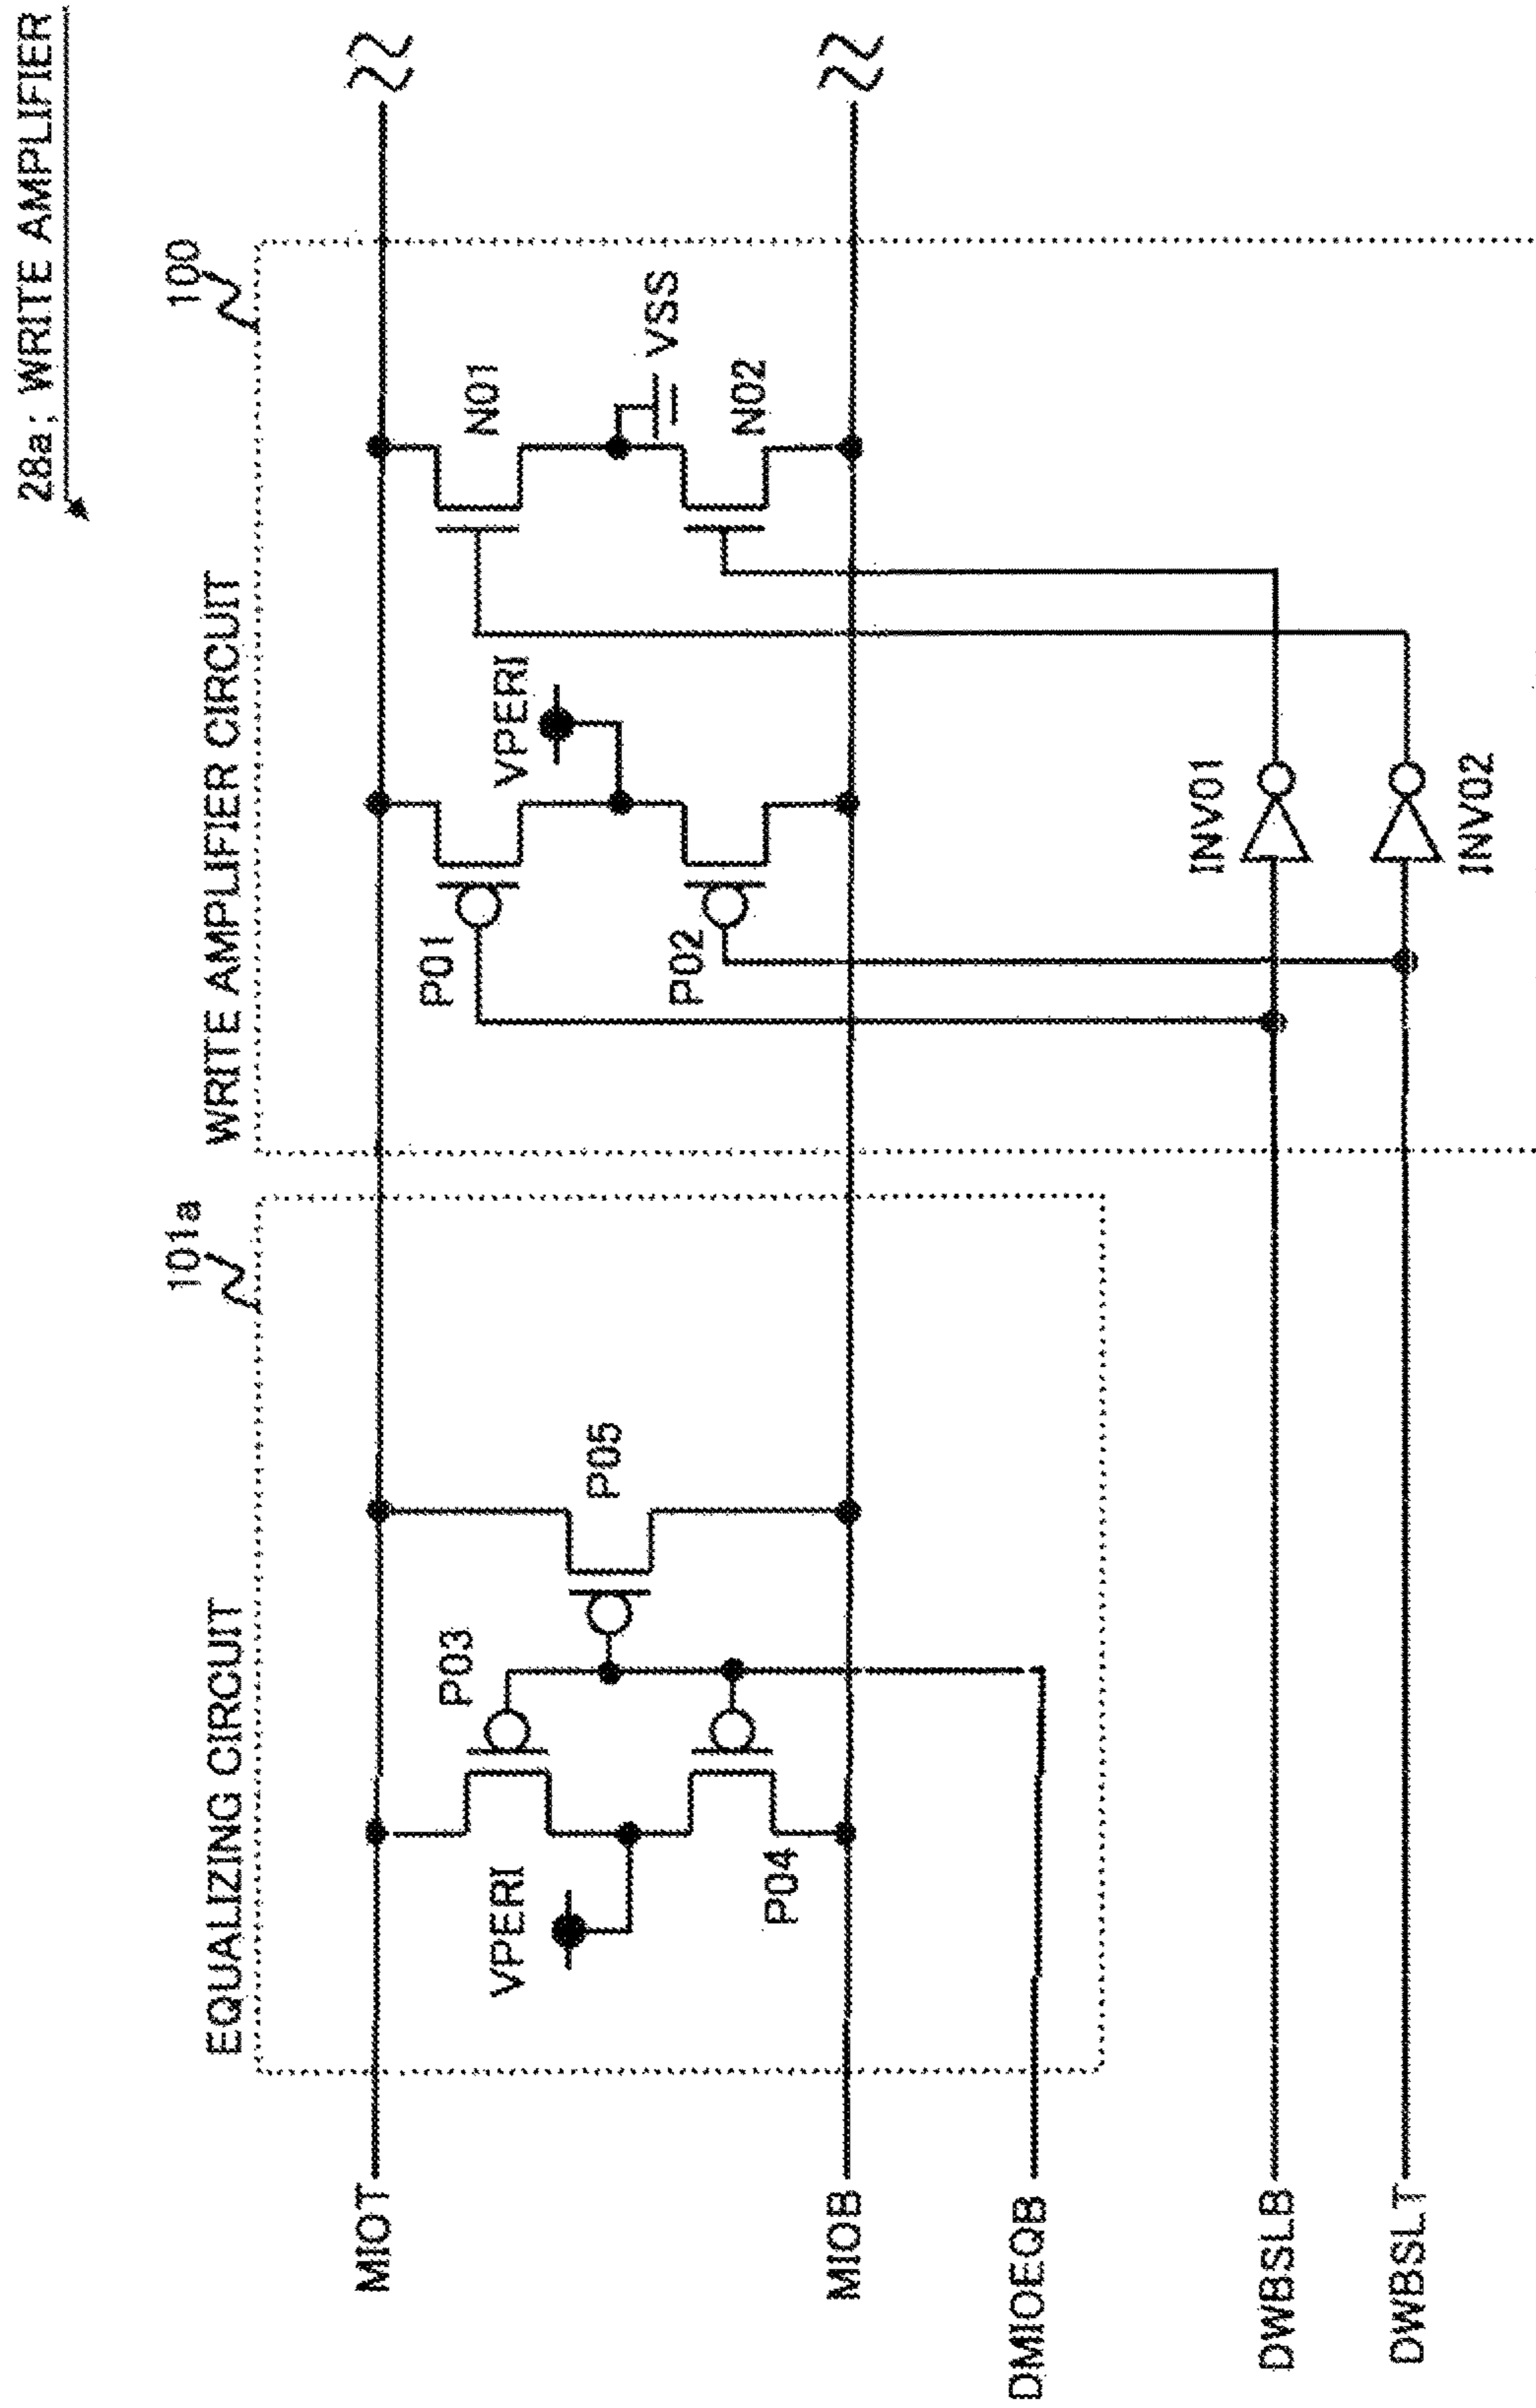 28a; WRITE AMPLIFIER
EQUALIZING CIRCUIT
101a
WRITE AMPLIFIER CIRCUIT
100
MIOT
VPERI
P03
P05
P04
P01
VPERI
P02
N01
VSS
N02
MIOB
DMIOEQB
INV01
DWBSLB
INV02
DWBSLT